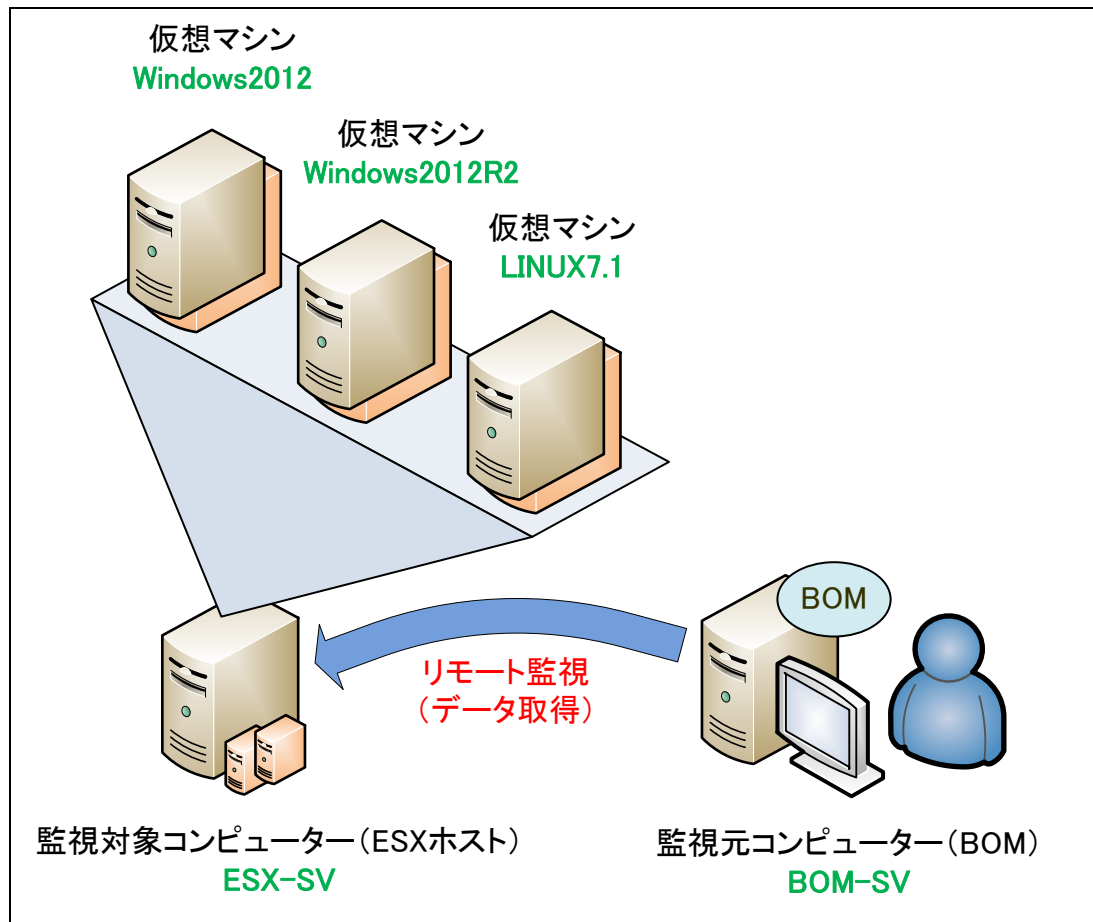 仮想マシン
Windows2012
仮想マシン
Windows2012R2
仮想マシン
LINUX7.1
BOM
リモート監視
（データ取得）
監視対象コンピューター（ESXホスト）
ESX-SV
監視元コンピューター（BOM）
BOM-SV